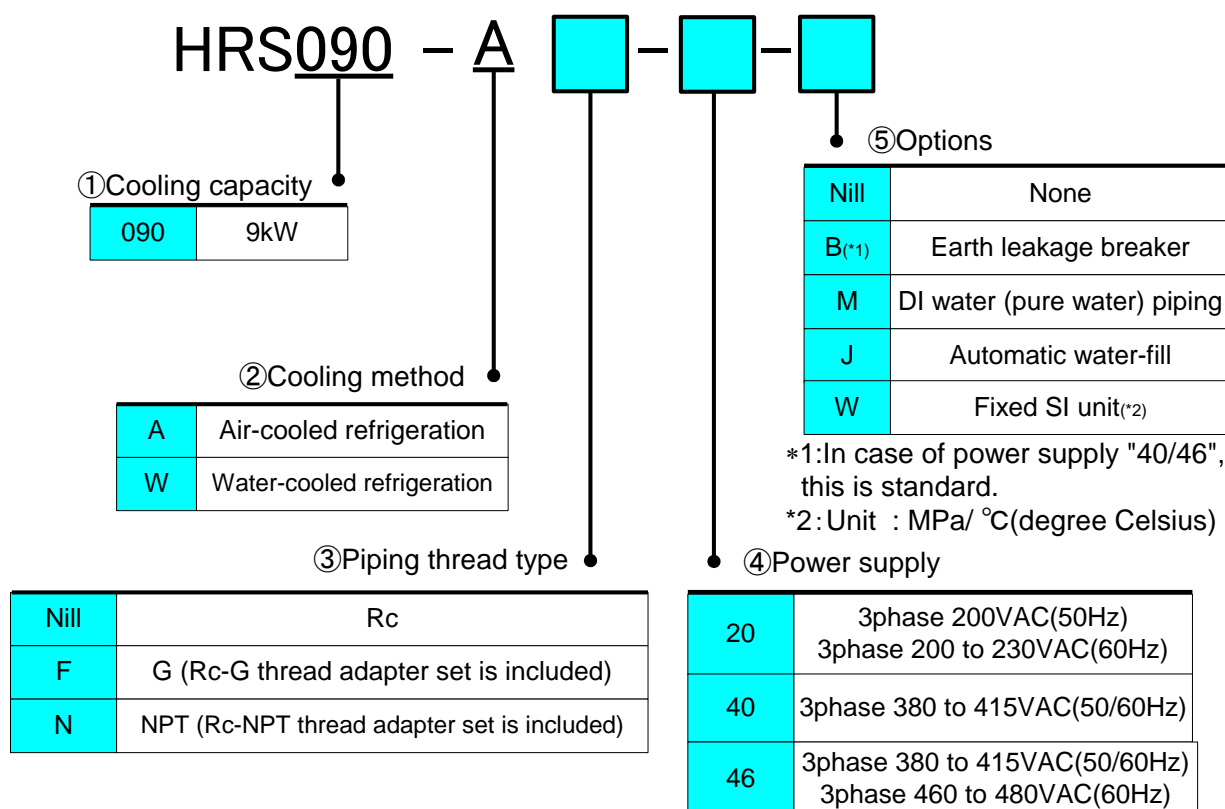 HRS090 - A - -
①Cooling capacity
090 9kW
②Cooling method
A Air-cooled refrigeration
W Water-cooled refrigeration
③Piping thread type
Nill Rc
F G (Rc-G thread adapter set is included)
N NPT (Rc-NPT thread adapter set is included)
④Power supply
20 3phase 200VAC(50Hz)
3phase 200 to 230VAC(60Hz)
40 3phase 380 to 415VAC(50/60Hz)
46 3phase 380 to 415VAC(50/60Hz)
3phase 460 to 480VAC(60Hz)
⑤Options
Nill None
B(*1) Earth leakage breaker
M DI water (pure water) piping
J Automatic water-fill
W Fixed SI unit(*2)
*1:In case of power supply "40/46",
this is standard.
*2:Unit : MPa/ ℃(degree Celsius)